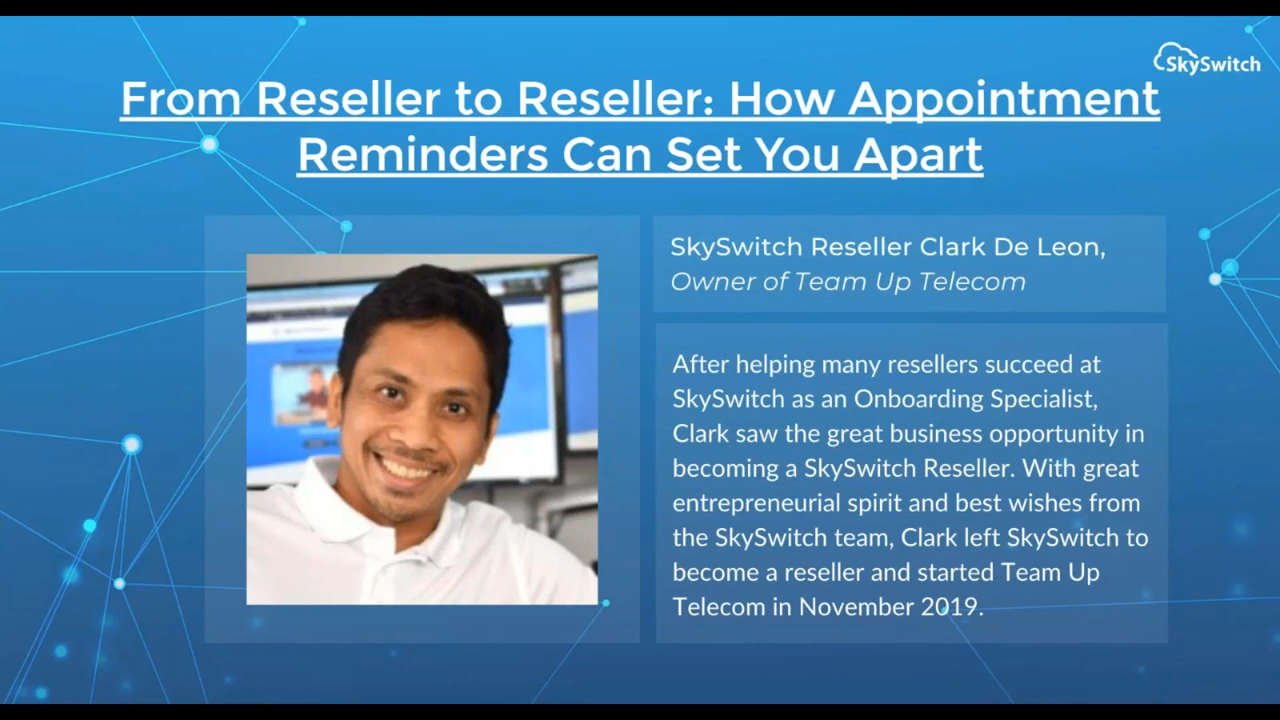 SkySwitch
From Reseller to Reseller: How Appointment
Reminders Can Set You Apart
SkySwitch Reseller Clark De Leon,
Owner of Team Up Telecom
After helping many resellers succeed at
SkySwitch as an Onboarding Specialist,
Clark saw the great business opportunity in
becoming a SkySwitch Reseller. With great
entrepreneurial spirit and best wishes from
the SkySwitch team, Clark left SkySwitch to
become a reseller and started Team Up
Telecom in November 2019.